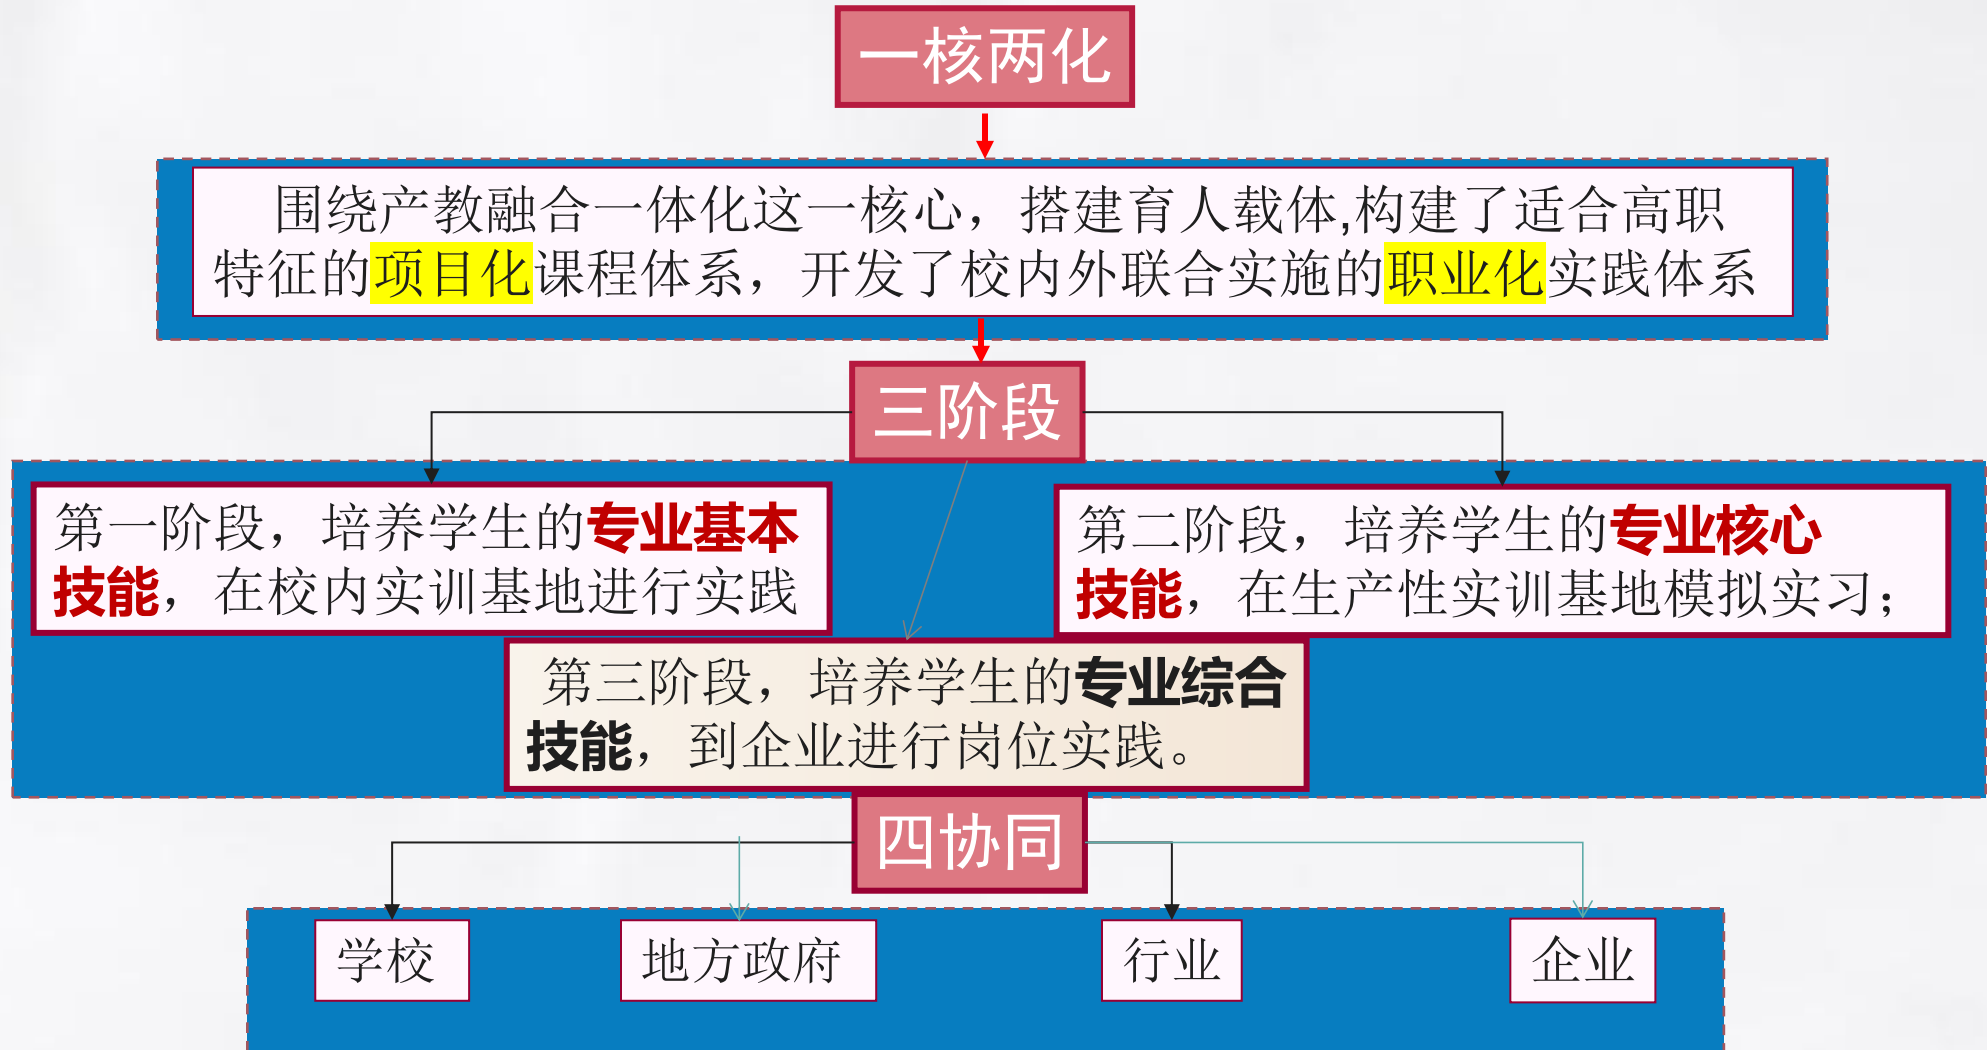 一核两化
围绕产教融合一体化这一核心，搭建育人载体,构建了适合高职
特征的项目化课程体系，开发了校内外联合实施的职业化实践体系
三阶段
第一阶段，培养学生的专业基本
技能，在校内实训基地进行实践
第二阶段，培养学生的专业核心
技能，在生产性实训基地模拟实习；
第三阶段，培养学生的专业综合
技能，到企业进行岗位实践。
四协同
学校
地方政府
行业
企业